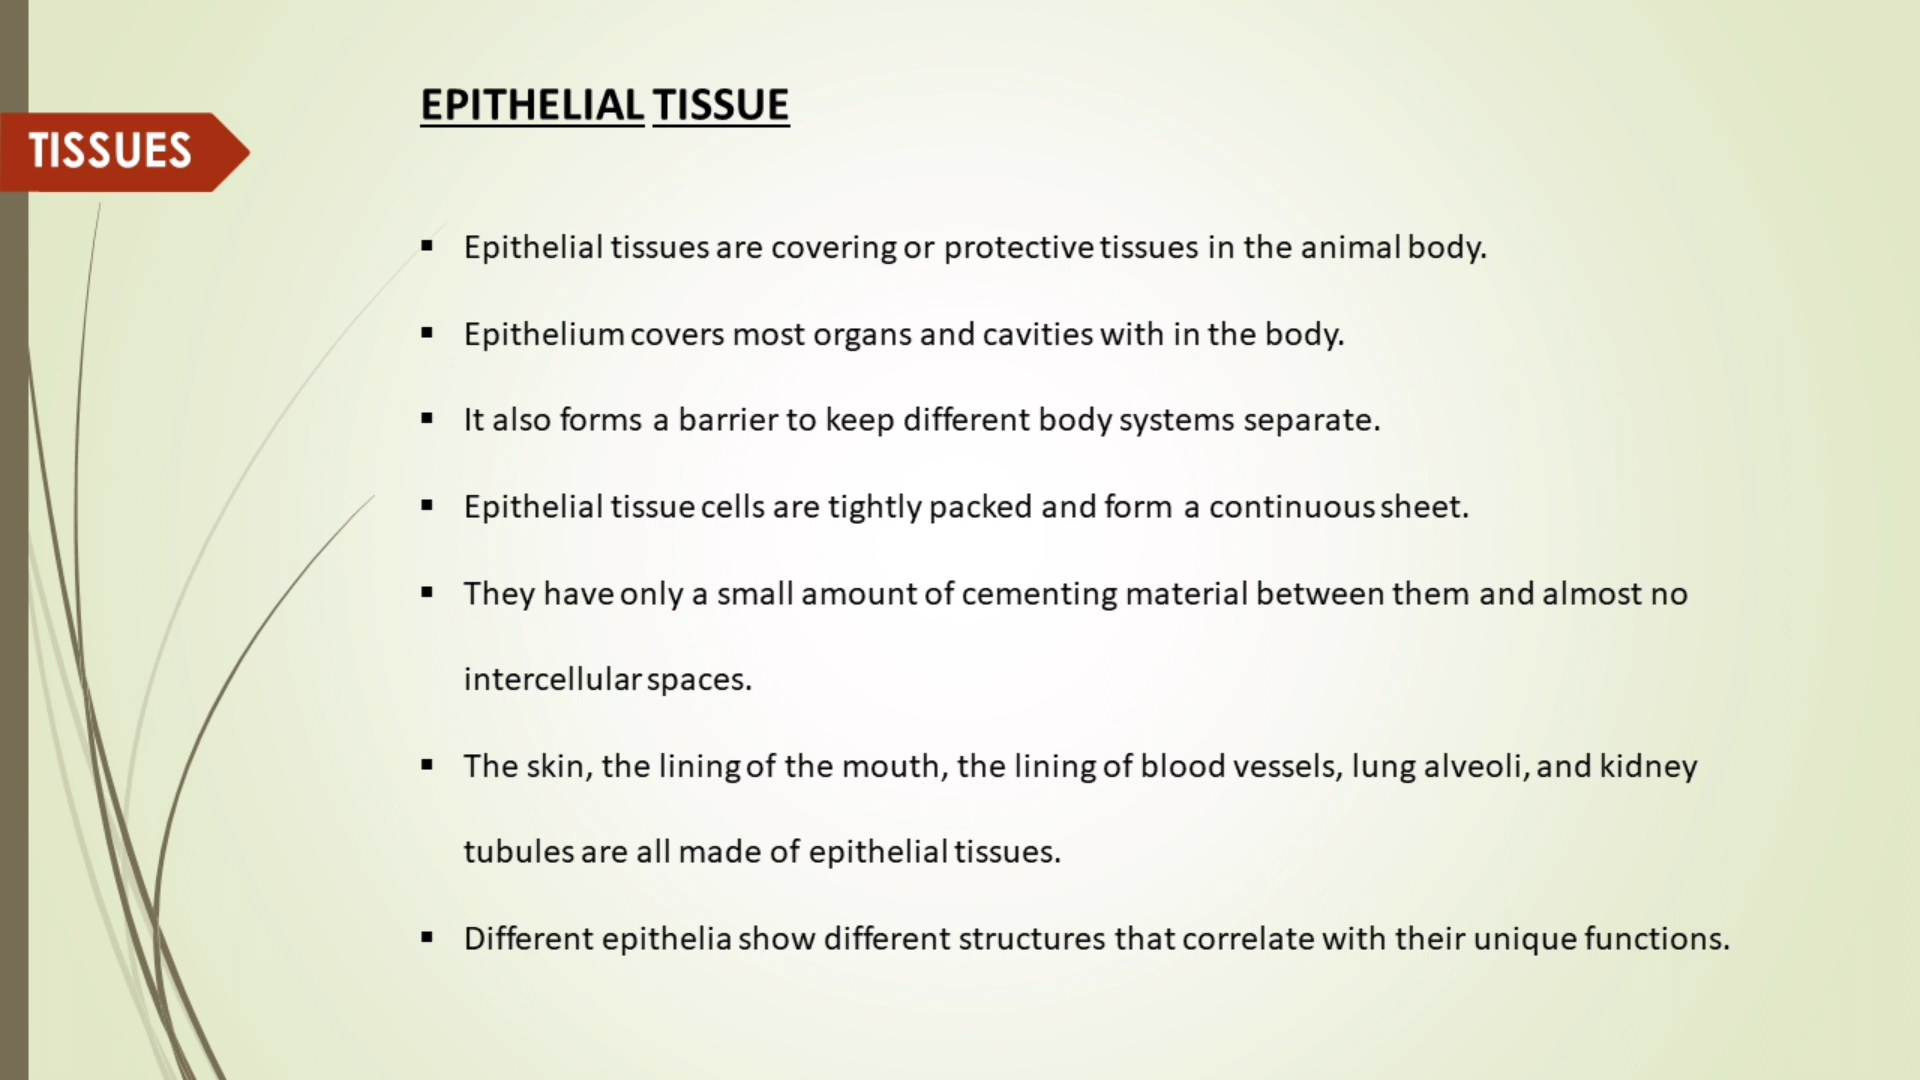 EPITHELIAL TISSUE
TISSUES
▪ Epithelial tissues are covering or protective tissues in the animal body.
▪ Epithelium covers most organs and cavities with in the body.
▪ It also forms a barrier to keep different body systems separate.
▪ Epithelial tissue cells are tightly packed and form a continuous sheet.
▪ They have only a small amount of cementing material between them and almost no
intercellular spaces.
▪ The skin, the lining of the mouth, the lining of blood vessels, lung alveoli, and kidney
tubules are all made of epithelial tissues.
▪ Different epithelia show different structures that correlate with their unique functions.